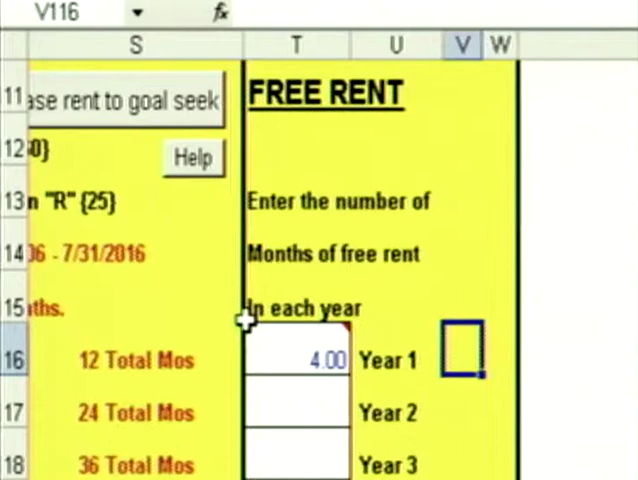 V116 fx
S T U V W
11 ase rent to goal seek FREE RENT
12 0} Help
13 n "R" {25} Enter the number of
14 06 - 7/31/2016 Months of free rent
15 ths. In each year
16 12 Total Mos 4.00 Year 1
17 24 Total Mos Year 2
18 36 Total Mos Year 3